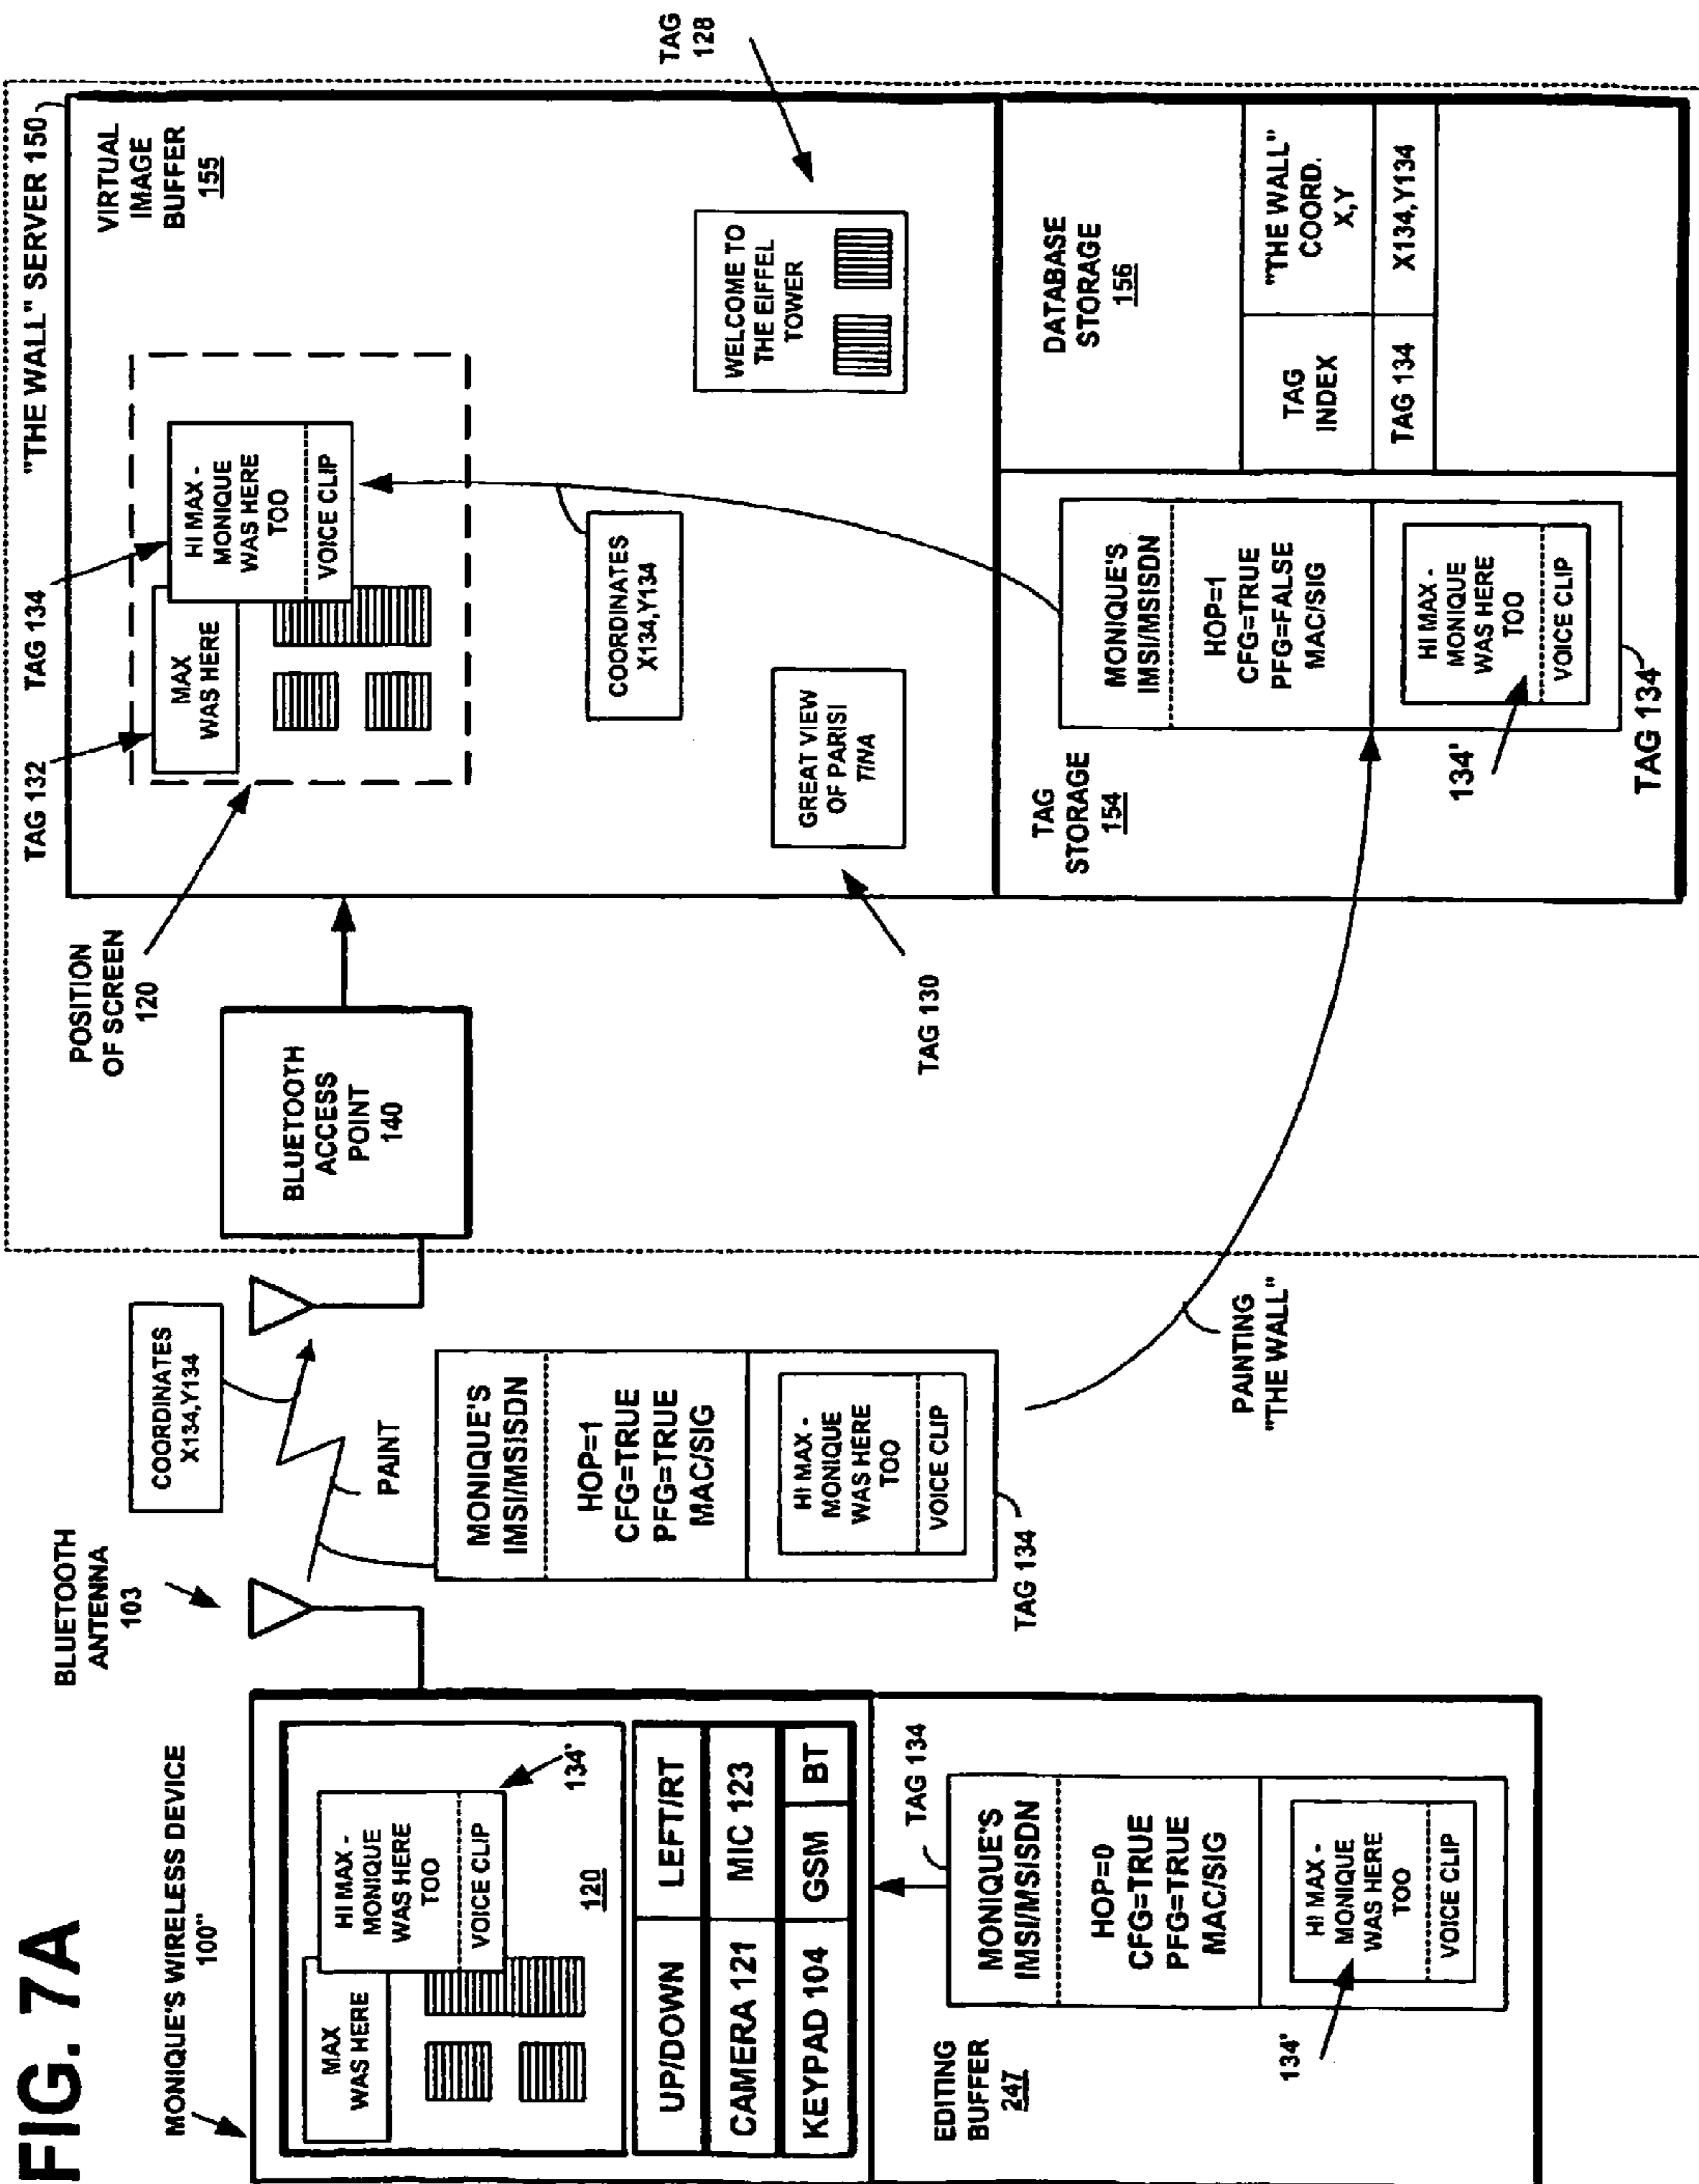 FIG. 7A
MONIQUE'S WIRELESS DEVICE
100"
MAX
WAS HERE
HI MAX -
MONIQUE
WAS HERE
TOO
VOICE CLIP
134'
120
UP/DOWN
LEFT/RT
CAMERA 121
MIC 123
KEYPAD 104
GSM
BT
EDITING
BUFFER
247
TAG 134
MONIQUE'S
IMSI/MSISDN
HOP=0
CFG=TRUE
PFG=TRUE
MAC/SIG
HI MAX -
MONIQUE
WAS HERE
TOO
VOICE CLIP
134'
BLUETOOTH
ANTENNA
103
COORDINATES
X134,Y134
PAINT
MONIQUE'S
IMSI/MSISDN
HOP=1
CFG=TRUE
PFG=TRUE
MAC/SIG
HI MAX -
MONIQUE
WAS HERE
TOO
VOICE CLIP
TAG 134
PAINTING
"THE WALL"
BLUETOOTH
ACCESS
POINT
140
POSITION
OF SCREEN
120
TAG 132
TAG 134
"THE WALL" SERVER 150
VIRTUAL
IMAGE
BUFFER
155
MAX
WAS HERE
HI MAX -
MONIQUE
WAS HERE
TOO
VOICE CLIP
COORDINATES
X134,Y134
GREAT VIEW
OF PARISI
TINA
TAG 130
WELCOME TO
THE EIFFEL
TOWER
TAG
128
TAG
STORAGE
154
MONIQUE'S
IMSI/MSISDN
HOP=1
CFG=TRUE
PFG=FALSE
MAC/SIG
HI MAX -
MONIQUE
WAS HERE
TOO
VOICE CLIP
134'
TAG 134
DATABASE
STORAGE
156
TAG
INDEX
"THE WALL"
COORD.
X,Y
TAG 134
X134,Y134